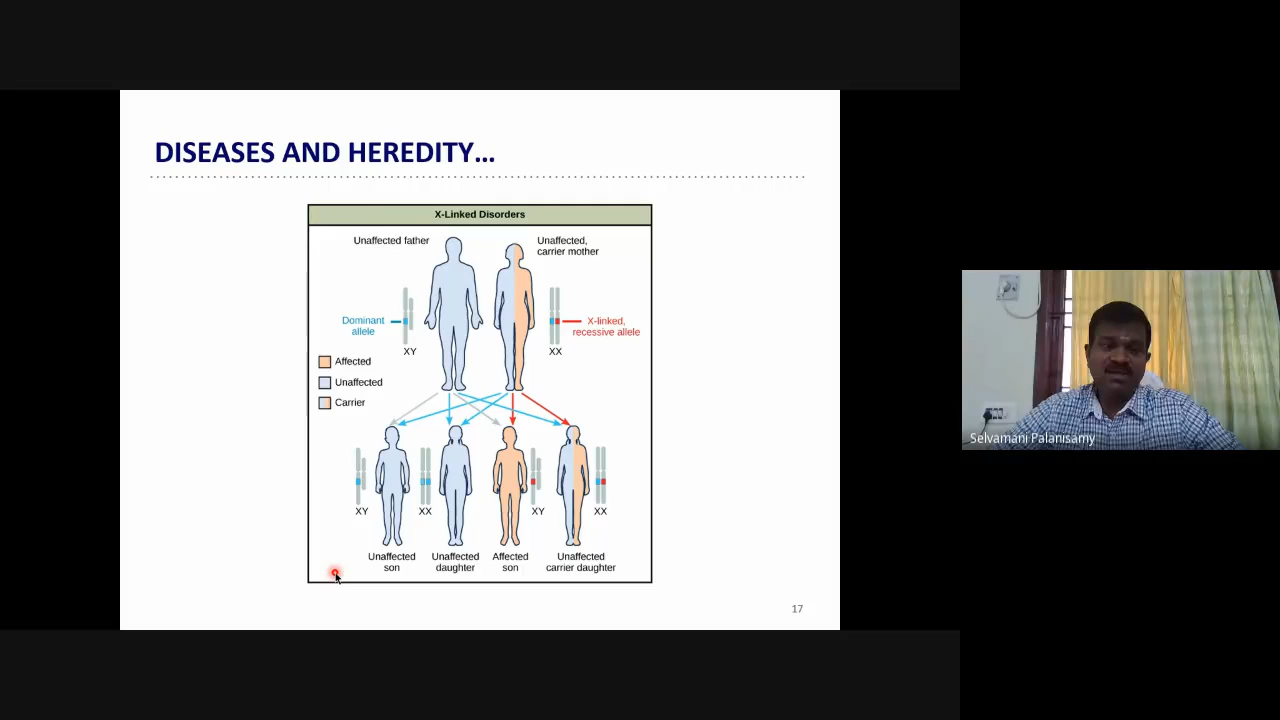 DISEASES AND HEREDITY...
X-Linked Disorders
Unaffected father
Unaffected,
carrier mother
Dominant
allele
X-linked,
recessive allele
XY
XX
Affected
Unaffected
Carrier
XY
XX
XY
XX
Unaffected
son
Unaffected
daughter
Affected
son
Unaffected
carrier daughter
17
Selvamani Palanisamy